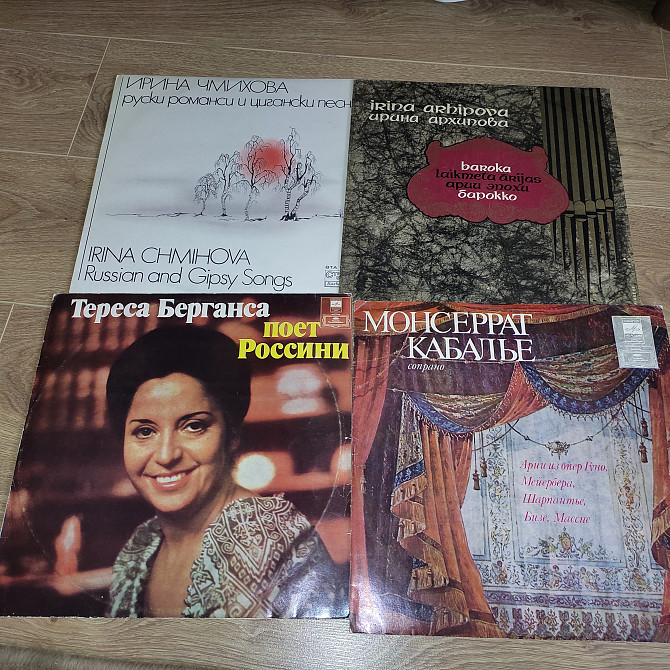 ИРИНА ЧМИХОВА
руски романси и цигански песн
IRINA CHMIHOVA
Russian and Gipsy Songs
irina arhipova
ирина архипова
baroka
laikmeta ārijas
арии эпохи
барокко
Тереса Берганса
поет
Россини
МОНСЕРРАТ
КАБАЛЬЕ
сопрано
Арии из опер Гуно,
Мейербера,
Шарпантье,
Бизе, Массне